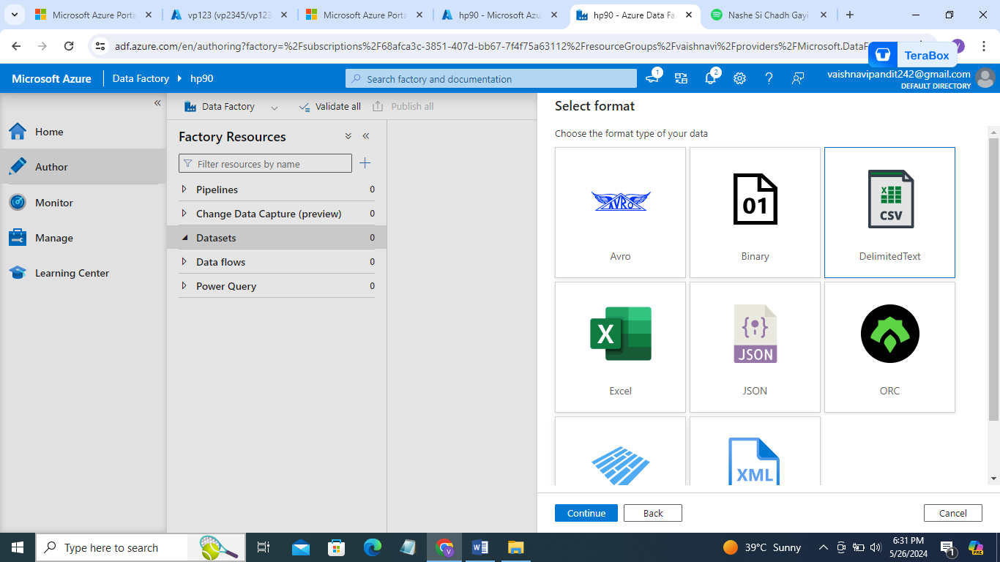 Microsoft Azure Porta
vp123 (vp2345/vp123
Microsoft Azure Porta
hp90 - Microsoft Azu
hp90 - Azure Data Fa
Nashe Si Chadh Gayi
adf.azure.com/en/authoring?factory=%2Fsubscriptions%2F68afca3c-3851-407d-bb67-7f4f75a63112%2FresourceGroups%2Fvaishnavi%2Fproviders%2FMicrosoft.DataF
V
TeraBox
Microsoft Azure
Data Factory
hp90
Search factory and documentation
1
2
vaishnavipandit242@gmail.com
DEFAULT DIRECTORY
Home
Author
Monitor
Manage
Learning Center
Data Factory
Validate all
Publish all
Factory Resources
Filter resources by name
Pipelines 0
Change Data Capture (preview) 0
Datasets 0
Data flows 0
Power Query 0
Select format
Choose the format type of your data
AVRO
01
X
CSV
Avro
Binary
DelimitedText
X
JSON
Excel
JSON
ORC
XML
Continue
Back
Cancel
Type here to search
V
W
39°C Sunny
6:31 PM
5/26/2024
1
PRE